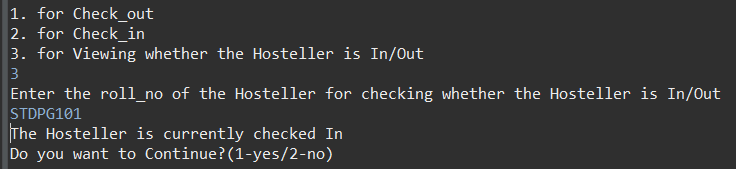 1. for Check_out
2. for Check_in
3. for Viewing whether the Hosteller is In/Out
3
Enter the roll_no of the Hosteller for checking whether the Hosteller is In/Out
STDPG101
The Hosteller is currently checked In
Do you want to Continue?(1-yes/2-no)